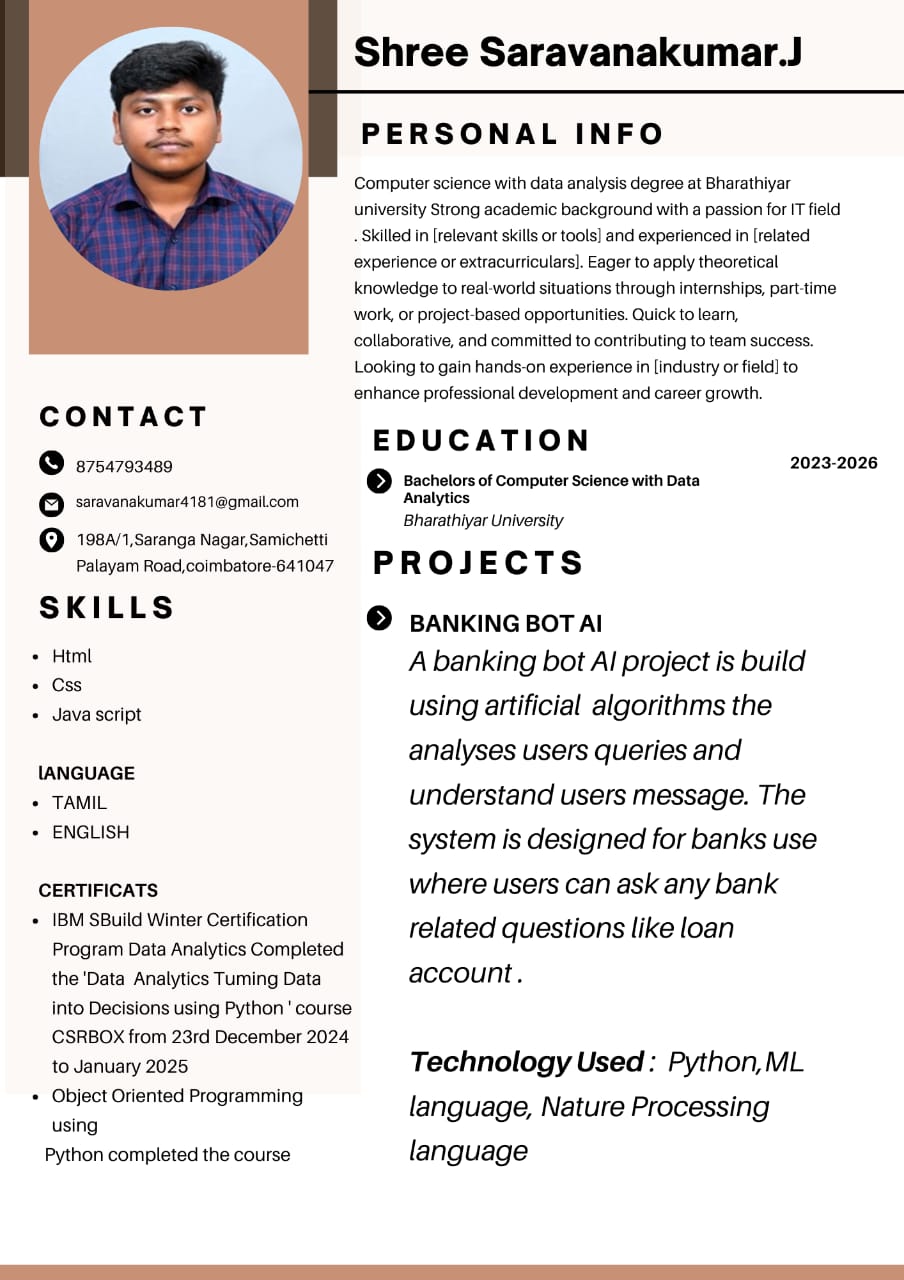 Shree Saravanakumar.J
PERSONAL INFO
Computer science with data analysis degree at Bharathiyar
university Strong academic background with a passion for IT field
. Skilled in [relevant skills or tools] and experienced in [related
experience or extracurriculars]. Eager to apply theoretical
knowledge to real-world situations through internships, part-time
work, or project-based opportunities. Quick to learn,
collaborative, and committed to contributing to team success.
Looking to gain hands-on experience in [industry or field] to
enhance professional development and career growth.
CONTACT
8754793489
saravanakumar4181@gmail.com
198A/1,Saranga Nagar,Samichetti
Palayam Road,coimbatore-641047
SKILLS
• Html
• Css
• Java script
lANGUAGE
• TAMIL
• ENGLISH
CERTIFICATS
• IBM SBuild Winter Certification
Program Data Analytics Completed
the 'Data  Analytics Tuming Data
into Decisions using Python ' course
CSRBOX from 23rd December 2024
to January 2025
• Object Oriented Programming
using
Python completed the course
EDUCATION
2023-2026
Bachelors of Computer Science with Data
Analytics
Bharathiyar University
PROJECTS
BANKING BOT AI
A banking bot AI project is build
using artificial  algorithms the
analyses users queries and
understand users message. The
system is designed for banks use
where users can ask any bank
related questions like loan
account .
Technology Used :  Python,ML
language, Nature Processing
language